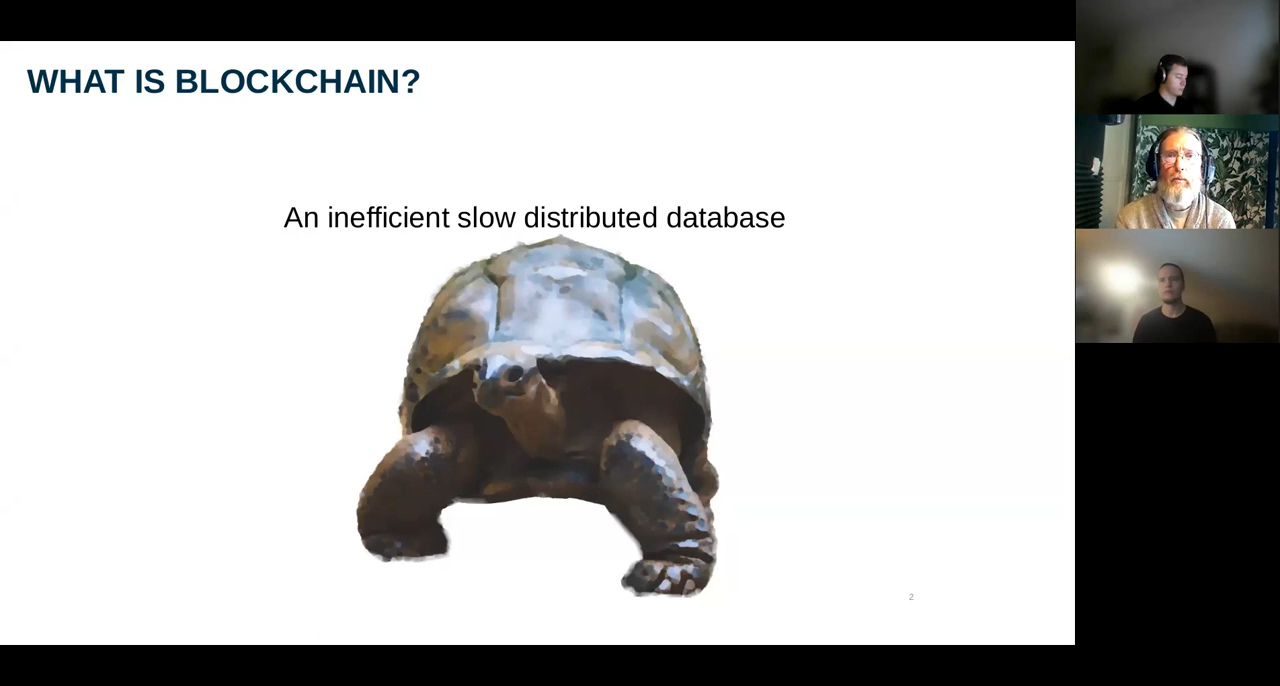 WHAT IS BLOCKCHAIN?
An inefficient slow distributed database
2